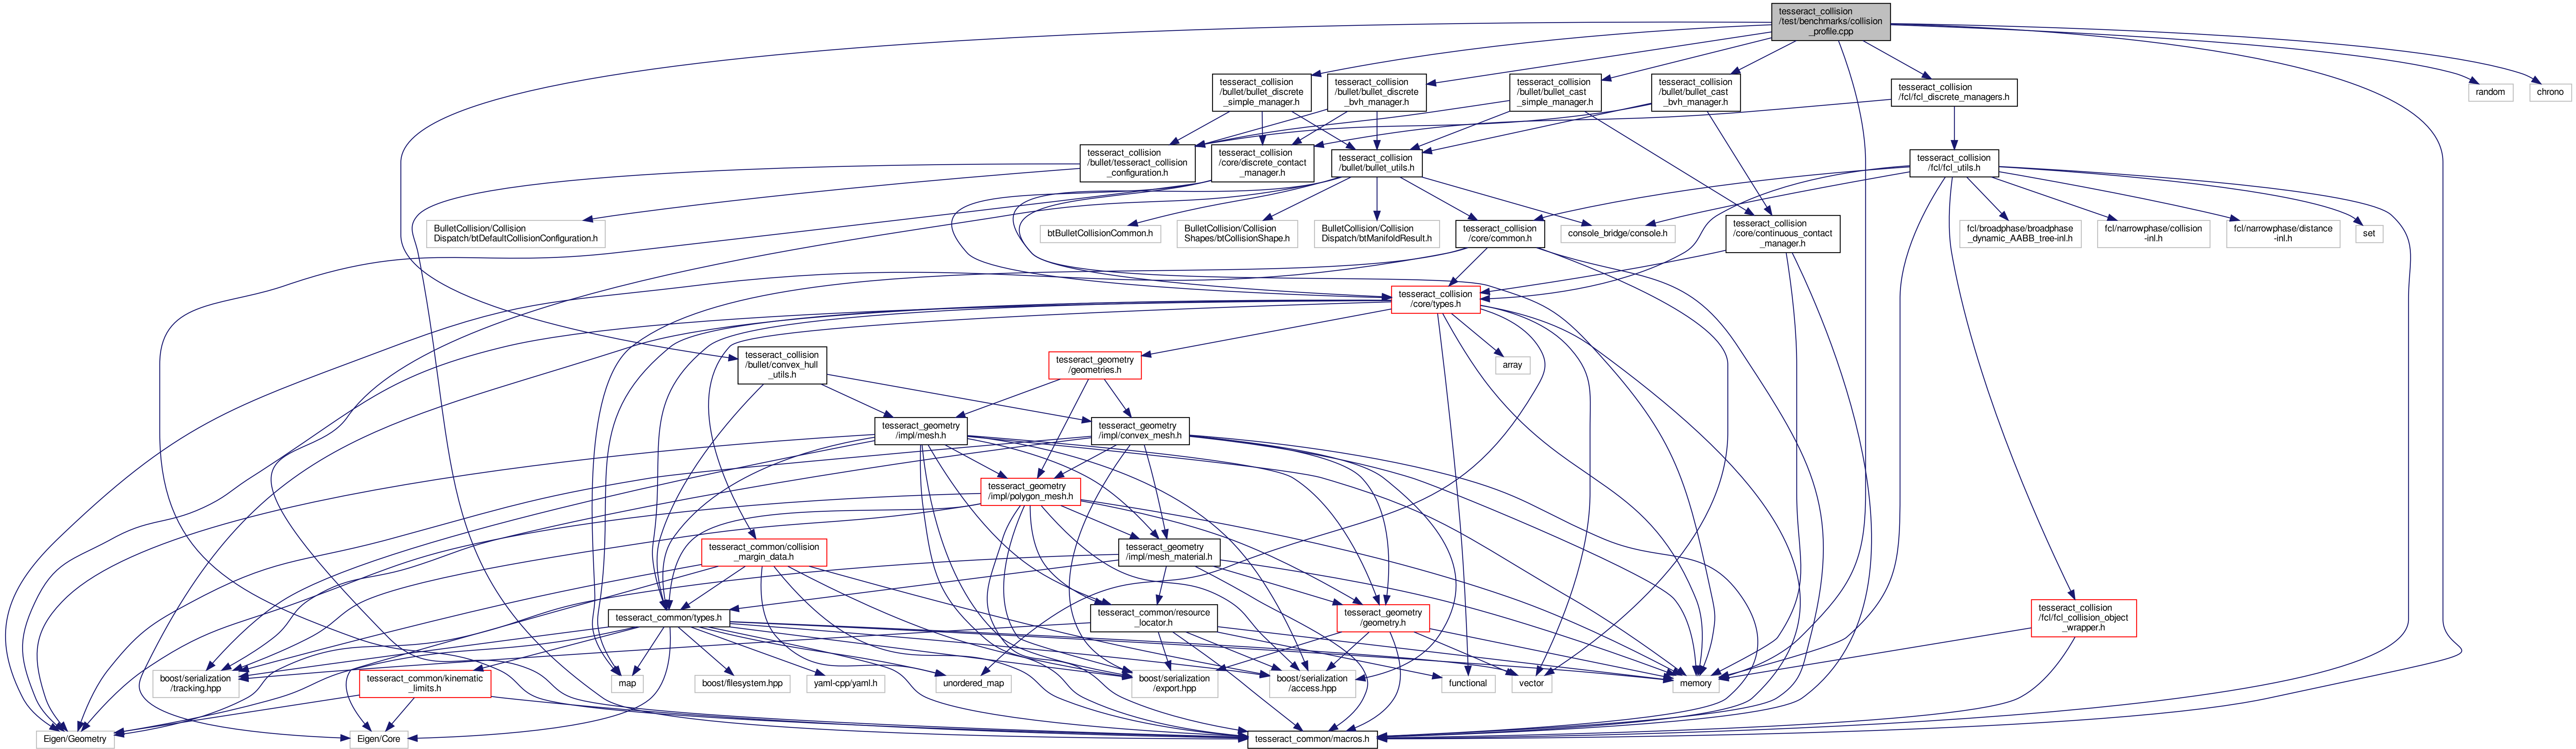 tesseract_collision
/test/benchmarks/collision
_profile.cpp
tesseract_collision
/bullet/bullet_discrete
_simple_manager.h
tesseract_collision
/bullet/bullet_discrete
_bvh_manager.h
tesseract_collision
/bullet/bullet_cast
_simple_manager.h
tesseract_collision
/bullet/bullet_cast
_bvh_manager.h
tesseract_collision
/fcl/fcl_discrete_managers.h
random
chrono
tesseract_collision
/bullet/tesseract_collision
_configuration.h
tesseract_collision
/core/discrete_contact
_manager.h
tesseract_collision
/bullet/bullet_utils.h
tesseract_collision
/fcl/fcl_utils.h
BulletCollision/Collision
Dispatch/btDefaultCollisionConfiguration.h
btBulletCollisionCommon.h
BulletCollision/Collision
Shapes/btCollisionShape.h
BulletCollision/Collision
Dispatch/btManifoldResult.h
tesseract_collision
/core/common.h
console_bridge/console.h
tesseract_collision
/core/continuous_contact
_manager.h
fcl/broadphase/broadphase
_dynamic_AABB_tree-inl.h
fcl/narrowphase/collision
-inl.h
fcl/narrowphase/distance
-inl.h
set
tesseract_collision
/core/types.h
tesseract_collision
/bullet/convex_hull
_utils.h
tesseract_geometry
/geometries.h
array
tesseract_geometry
/impl/mesh.h
tesseract_geometry
/impl/convex_mesh.h
tesseract_geometry
/impl/polygon_mesh.h
tesseract_common/collision
_margin_data.h
tesseract_geometry
/impl/mesh_material.h
tesseract_common/types.h
tesseract_common/resource
_locator.h
tesseract_geometry
/geometry.h
tesseract_collision
/fcl/fcl_collision_object
_wrapper.h
boost/serialization
/tracking.hpp
tesseract_common/kinematic
_limits.h
map
boost/filesystem.hpp
yaml-cpp/yaml.h
unordered_map
boost/serialization
/export.hpp
boost/serialization
/access.hpp
functional
vector
memory
Eigen/Geometry
Eigen/Core
tesseract_common/macros.h